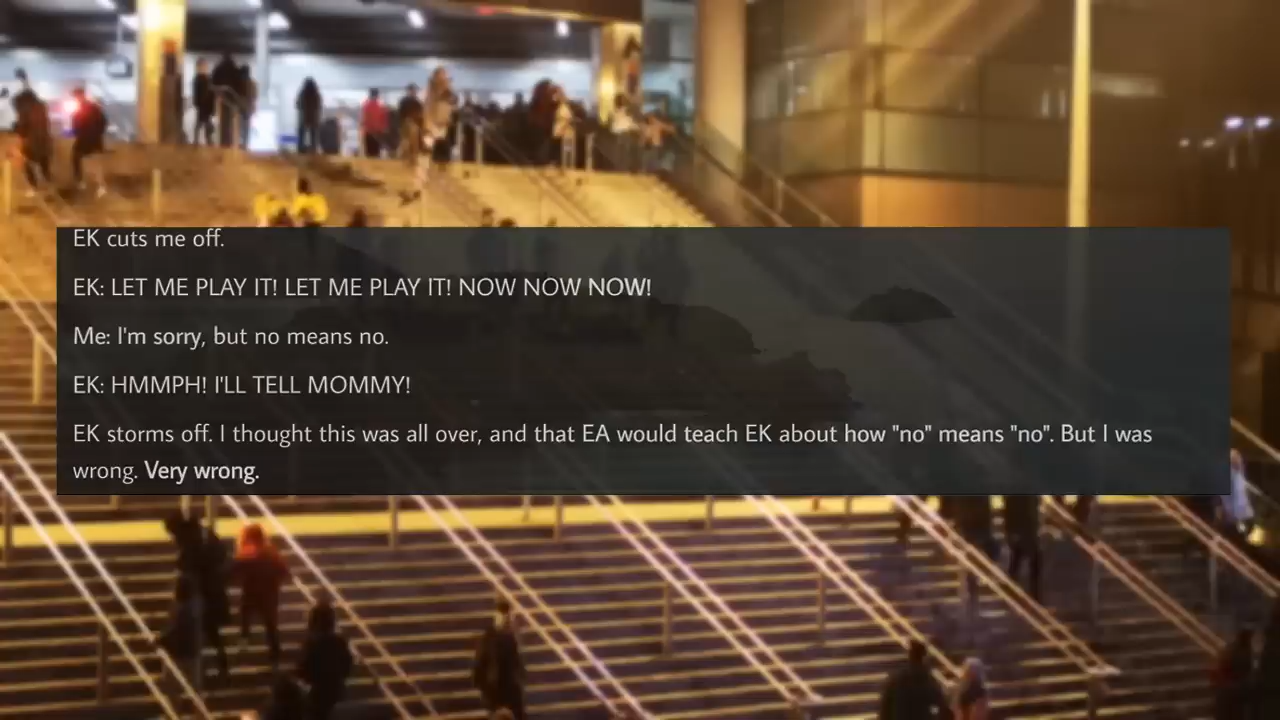 EK cuts me off.
EK: LET ME PLAY IT! LET ME PLAY IT! NOW NOW NOW!
Me: I'm sorry, but no means no.
EK: HMMPH! I'LL TELL MOMMY!
EK storms off. I thought this was all over, and that EA would teach EK about how "no" means "no". But I was
wrong. Very wrong.